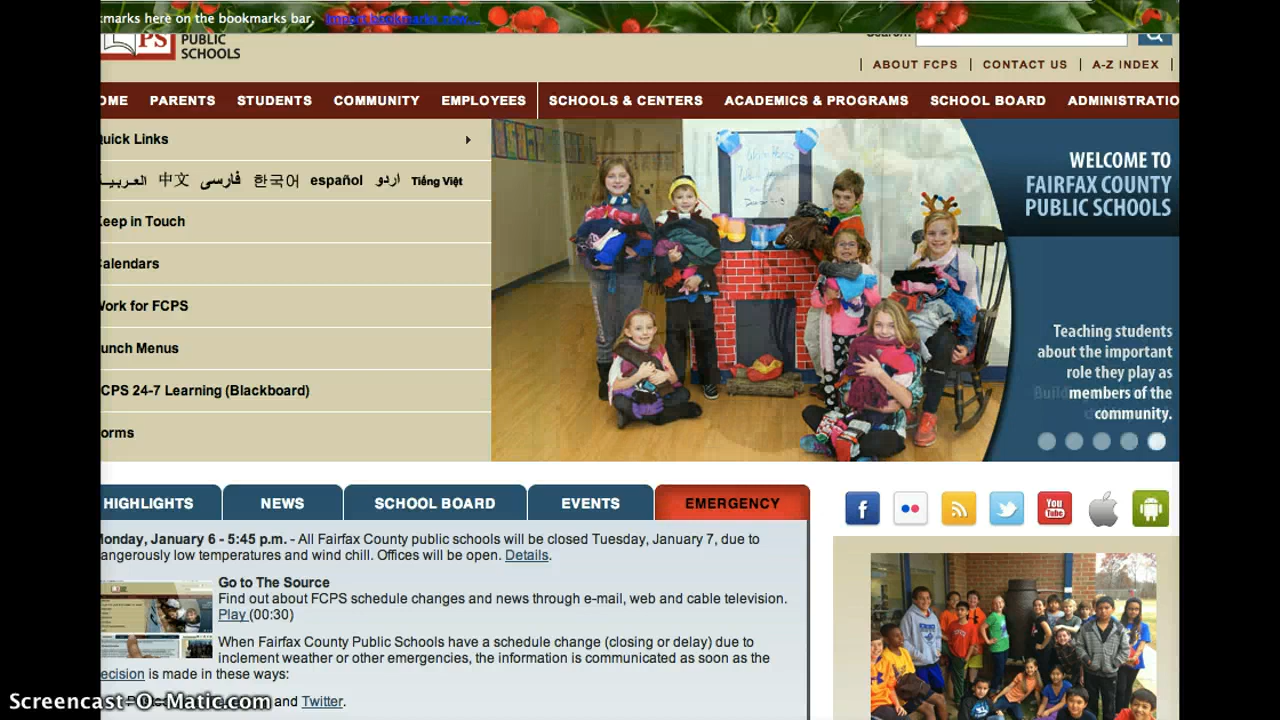 kmarks here on the bookmarks bar. Import bookmarks now...
PS PUBLIC
SCHOOLS
Search:
ABOUT FCPS | CONTACT US | A-Z INDEX |
OME PARENTS STUDENTS COMMUNITY EMPLOYEES SCHOOLS & CENTERS ACADEMICS & PROGRAMS SCHOOL BOARD ADMINISTRATIO
uick Links
العربية 中文 فارسی 한국어 español اردو Tiếng Việt
eep in Touch
alendars
Work for FCPS
unch Menus
CPS 24-7 Learning (Blackboard)
orms
WELCOME TO
FAIRFAX COUNTY
PUBLIC SCHOOLS
Teaching students
about the important
role they play as
members of the
community.
HIGHLIGHTS NEWS SCHOOL BOARD EVENTS EMERGENCY
Monday, January 6 - 5:45 p.m. - All Fairfax County public schools will be closed Tuesday, January 7, due to
angerously low temperatures and wind chill. Offices will be open. Details.
Go to The Source
Find out about FCPS schedule changes and news through e-mail, web and cable television.
Play (00:30)
When Fairfax County Public Schools have a schedule change (closing or delay) due to
inclement weather or other emergencies, the information is communicated as soon as the
ecision is made in these ways:
and Twitter.
You
Tube
Screencast-O-Matic.com